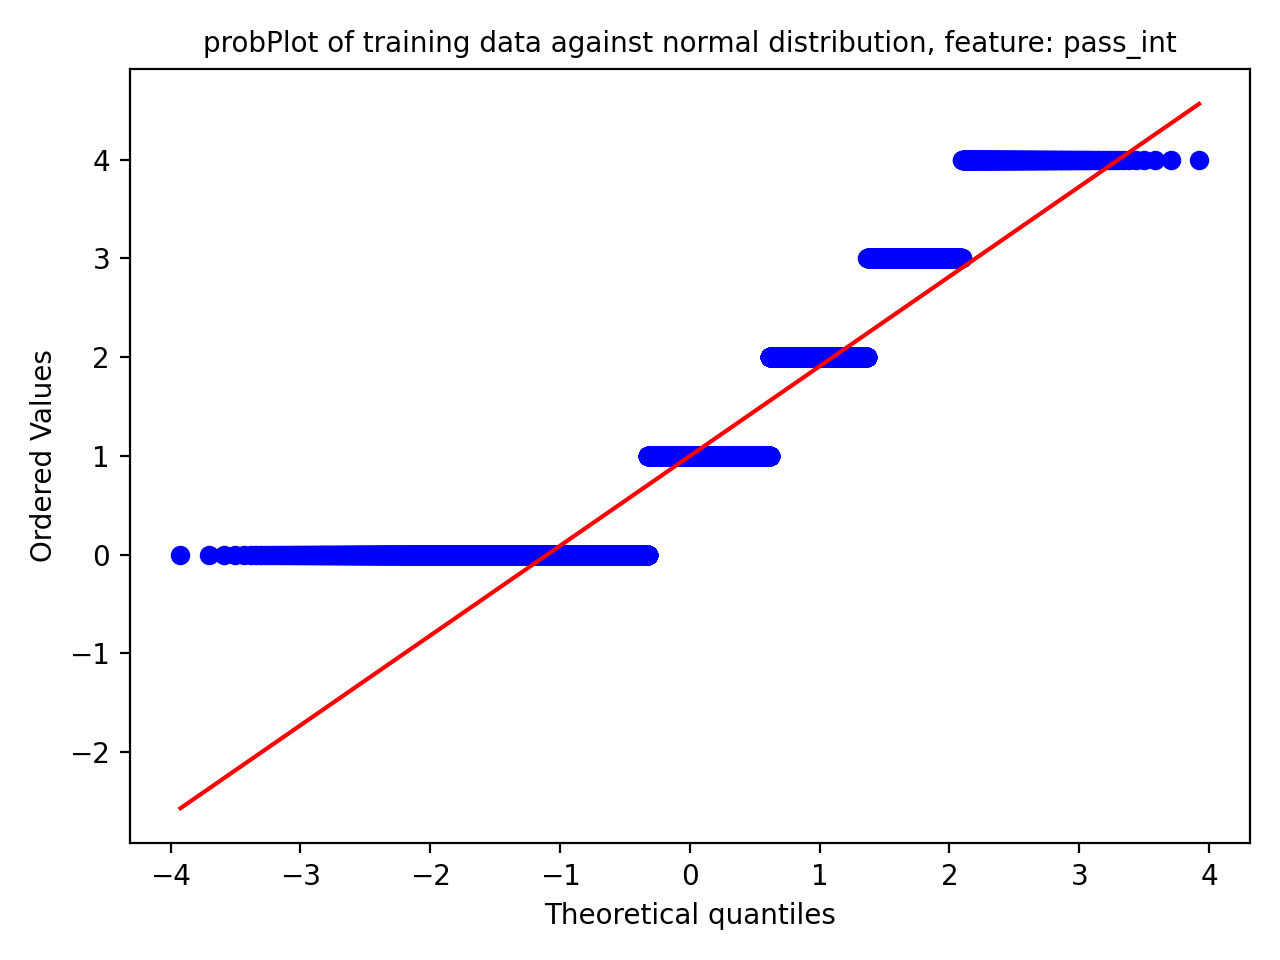 probPlot of training data against normal distribution, feature: pass_int
4
3
2
1
0
−1
−2
Ordered Values
−4 −3 −2 −1 0 1 2 3 4
Theoretical quantiles